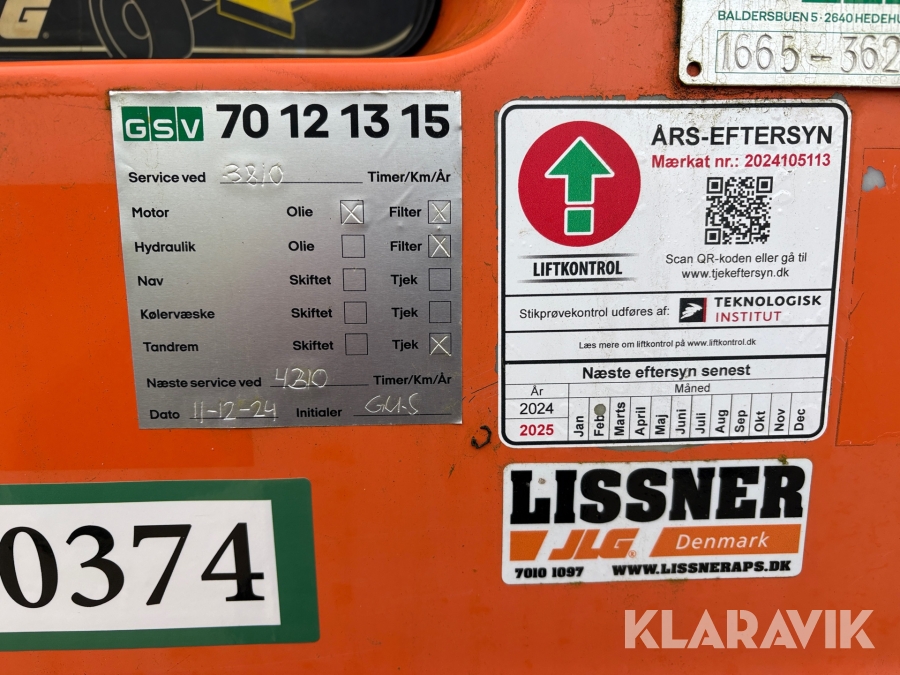 G
BALDERSBUEN 5 · 2640 HEDEHU
1665-362
GSV 70 12 13 15
Service ved 3810 Timer/Km/År
Motor Olie X Filter X
Hydraulik Olie Filter X
Nav Skiftet Tjek
Kølervæske Skiftet Tjek
Tandrem Skiftet Tjek X
Næste service ved 4310 Timer/Km/År
Dato 11-12-24 Initialer GU.S
ÅRS-EFTERSYN
Mærkat nr.: 2024105113
LIFTKONTROL
Scan QR-koden eller gå til
www.tjekeftersyn.dk
Stikprøvekontrol udføres af: TEKNOLOGISK
INSTITUT
Læs mere om liftkontrol på www.liftkontrol.dk
Næste eftersyn senest
År Måned
2024
2025
Jan Feb Marts April Maj Juni Juli Aug Sep Okt Nov Dec
LISSNER
JLG® Denmark
7010 1097 WWW.LISSNERAPS.DK
0374
KLARAVIK